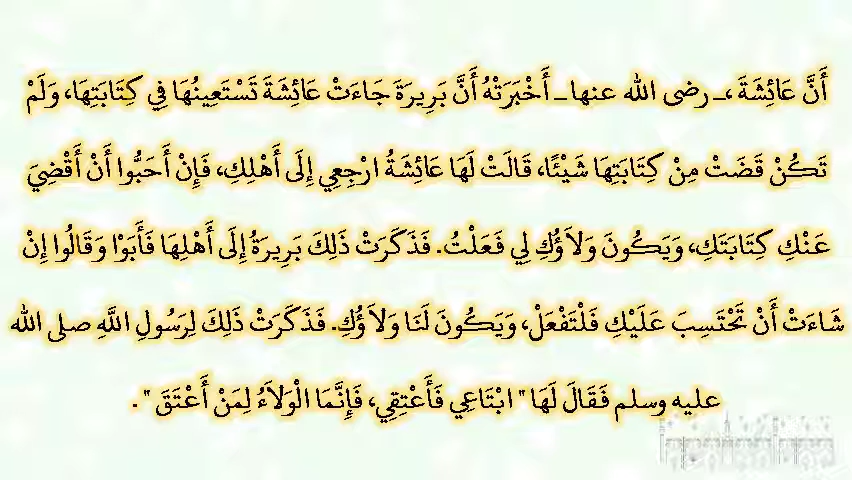 أَنَّ عَائِشَةَ ـ رضى الله عنها ـ أَخْبَرَتْهُ أَنَّ بَرِيرَةَ جَاءَتْ عَائِشَةَ تَسْتَعِينُهَا فِي كِتَابَتِهَا، وَلَمْ
تَكُنْ قَضَتْ مِنْ كِتَابَتِهَا شَيْئًا، قَالَتْ لَهَا عَائِشَةُ ارْجِعِي إِلَى أَهْلِكِ، فَإِنْ أَحَبُّوا أَنْ أَقْضِيَ
عَنْكِ كِتَابَتَكِ، وَيَكُونَ وَلاَؤُكِ لِي فَعَلْتُ. فَذَكَرَتْ ذَلِكَ بَرِيرَةُ إِلَى أَهْلِهَا فَأَبَوْا وَقَالُوا إِنْ
شَاءَتْ أَنْ تَحْتَسِبَ عَلَيْكِ فَلْتَفْعَلْ، وَيَكُونَ لَنَا وَلاَؤُكِ. فَذَكَرَتْ ذَلِكَ لِرَسُولِ اللَّهِ صلى الله
عليه وسلم فَقَالَ لَهَا " ابْتَاعِي فَأَعْتِقِي، فَإِنَّمَا الْوَلاَءُ لِمَنْ أَعْتَقَ " .